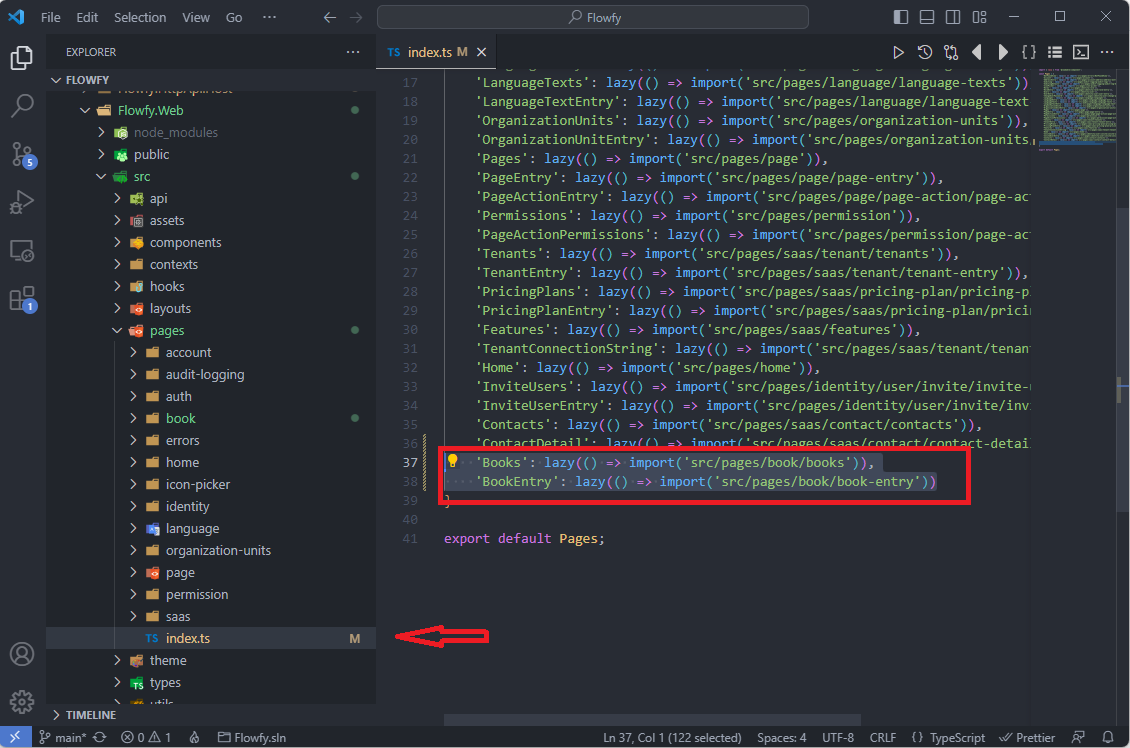 File Edit Selection View Go ··· Flowfy
EXPLORER ···
TS index.ts M
FLOWFY
Flowfy.Web
node_modules
public
src
api
assets
components
contexts
hooks
layouts
pages
account
audit-logging
auth
book
errors
home
icon-picker
identity
language
organization-units
page
permission
saas
TS index.ts M
theme
types
utils
TIMELINE
5
1
17 'LanguageTexts': lazy(() => import('src/pages/language/language-texts'))
18 'LanguageTextEntry': lazy(() => import('src/pages/language/language-text
19 'OrganizationUnits': lazy(() => import('src/pages/organization-units')),
20 'OrganizationUnitEntry': lazy(() => import('src/pages/organization-units,
21 'Pages': lazy(() => import('src/pages/page')),
22 'PageEntry': lazy(() => import('src/pages/page/page-entry')),
23 'PageActionEntry': lazy(() => import('src/pages/page/page-action/page-act
24 'Permissions': lazy(() => import('src/pages/permission')),
25 'PageActionPermissions': lazy(() => import('src/pages/permission/page-act
26 'Tenants': lazy(() => import('src/pages/saas/tenant/tenants')),
27 'TenantEntry': lazy(() => import('src/pages/saas/tenant/tenant-entry')),
28 'PricingPlans': lazy(() => import('src/pages/saas/pricing-plan/pricing-p
29 'PricingPlanEntry': lazy(() => import('src/pages/saas/pricing-plan/pricin
30 'Features': lazy(() => import('src/pages/saas/features')),
31 'TenantConnectionString': lazy(() => import('src/pages/saas/tenant/tenan
32 'Home': lazy(() => import('src/pages/home')),
33 'InviteUsers': lazy(() => import('src/pages/identity/user/invite/invite-u
34 'InviteUserEntry': lazy(() => import('src/pages/identity/user/invite/invi
35 'Contacts': lazy(() => import('src/pages/saas/contact/contacts')),
36 'ContactDetail': lazy(() => import('src/pages/saas/contact/contact-detail
37 'Books': lazy(() => import('src/pages/book/books')),
38 'BookEntry': lazy(() => import('src/pages/book/book-entry'))
39 }
40
41 export default Pages;
main* 0 1 Flowfy.sln Ln 37, Col 1 (122 selected) Spaces: 4 UTF-8 CRLF {} TypeScript Prettier